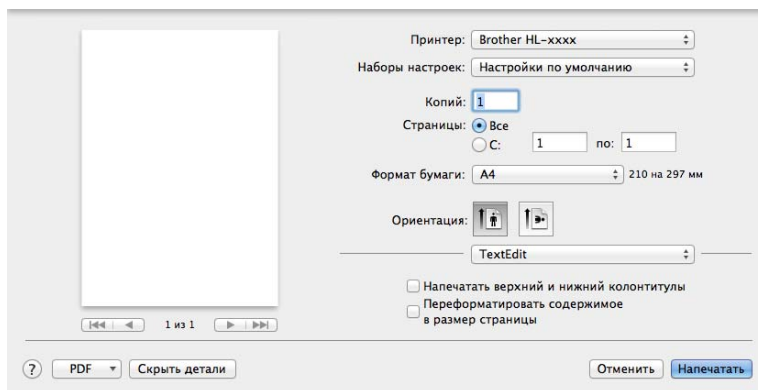 Принтер: Brother HL-xxxx
Наборы настроек: Настройки по умолчанию
Копий: 1
Страницы: Все
С: 1 по: 1
Формат бумаги: A4 210 на 297 мм
Ориентация:
TextEdit
Напечатать верхний и нижний колонтитулы
Переформатировать содержимое
в размер страницы
1 из 1
? PDF Скрыть детали Отменить Напечатать